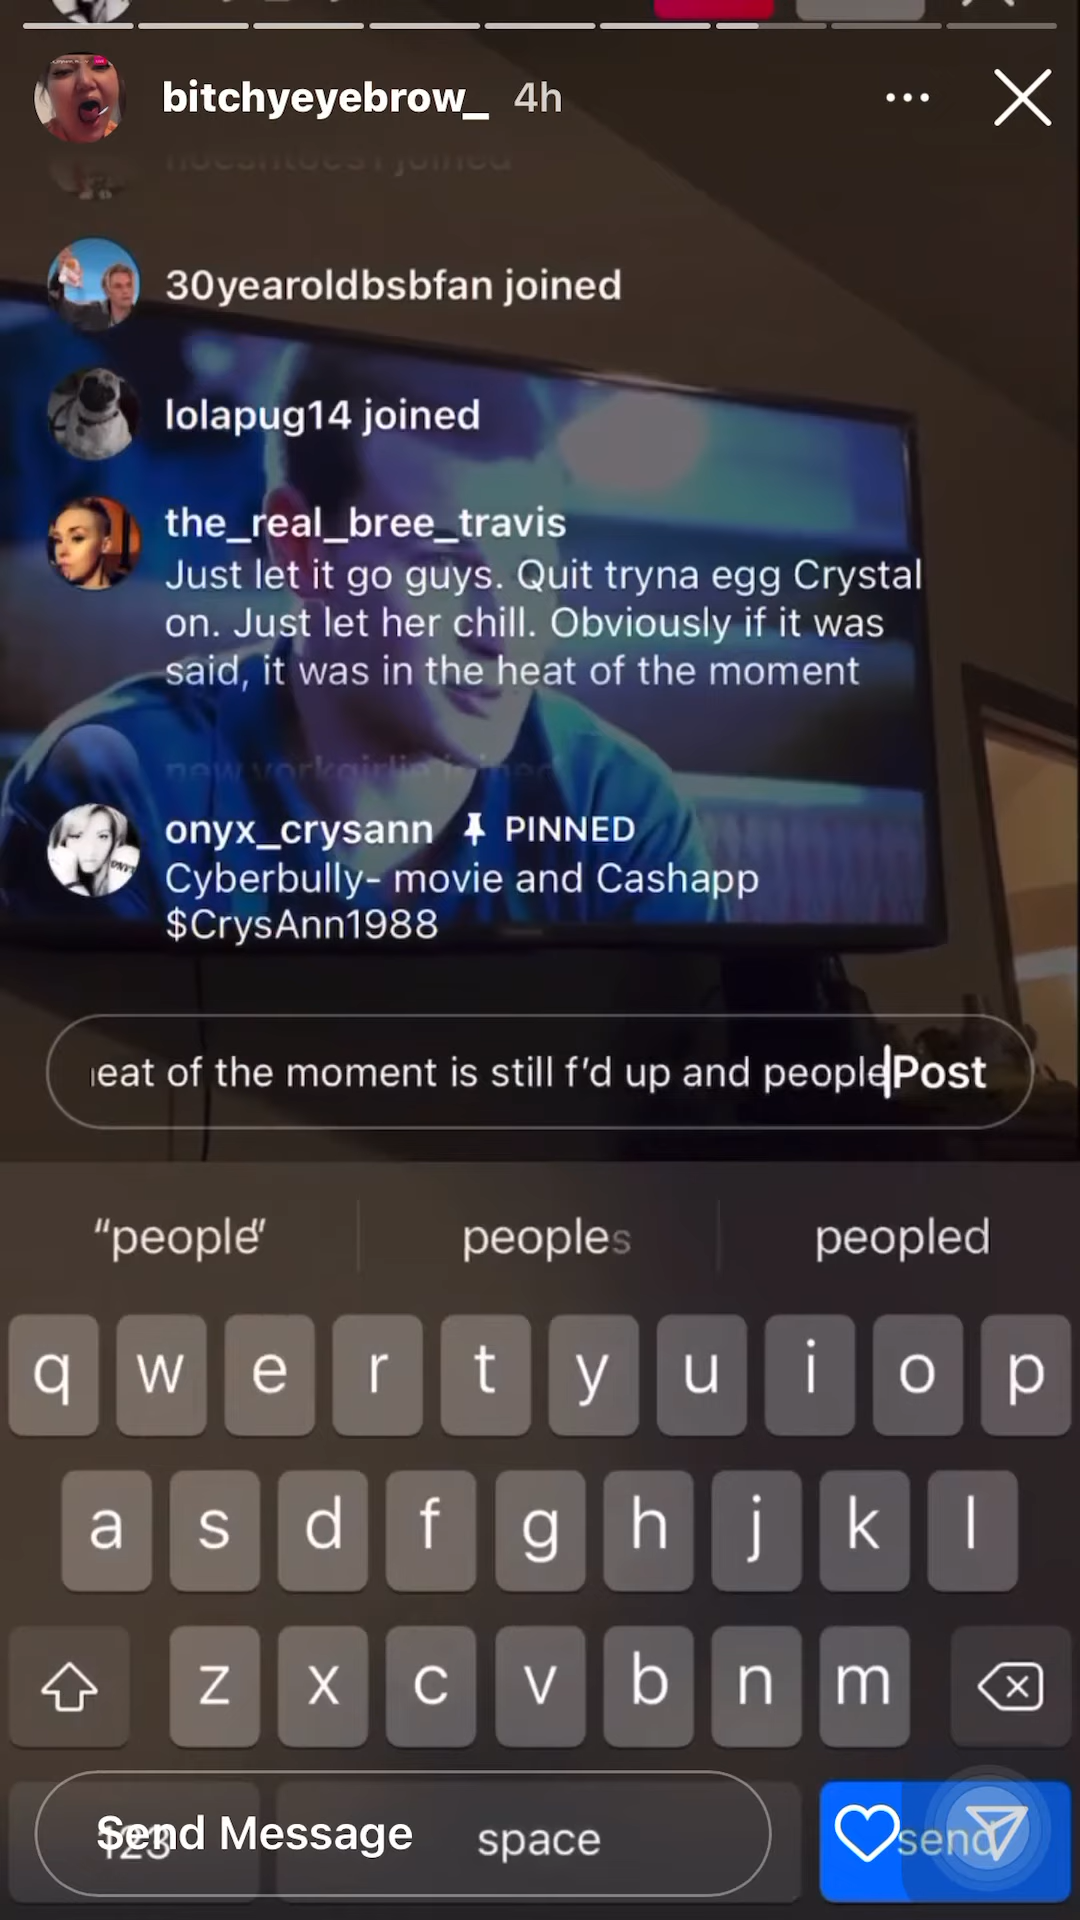 bitchyeyebrow_ 4h
30yearoldbsbfan joined
lolapug14 joined
the_real_bree_travis
Just let it go guys. Quit tryna egg Crystal
on. Just let her chill. Obviously if it was
said, it was in the heat of the moment
joined
onyx_crysann PINNED
Cyberbully- movie and Cashapp
$CrysAnn1988
eat of the moment is still f'd up and people Post
“people” peoples peopled
q w e r t y u i o p
a s d f g h j k l
z x c v b n m
123 space send
Send Message